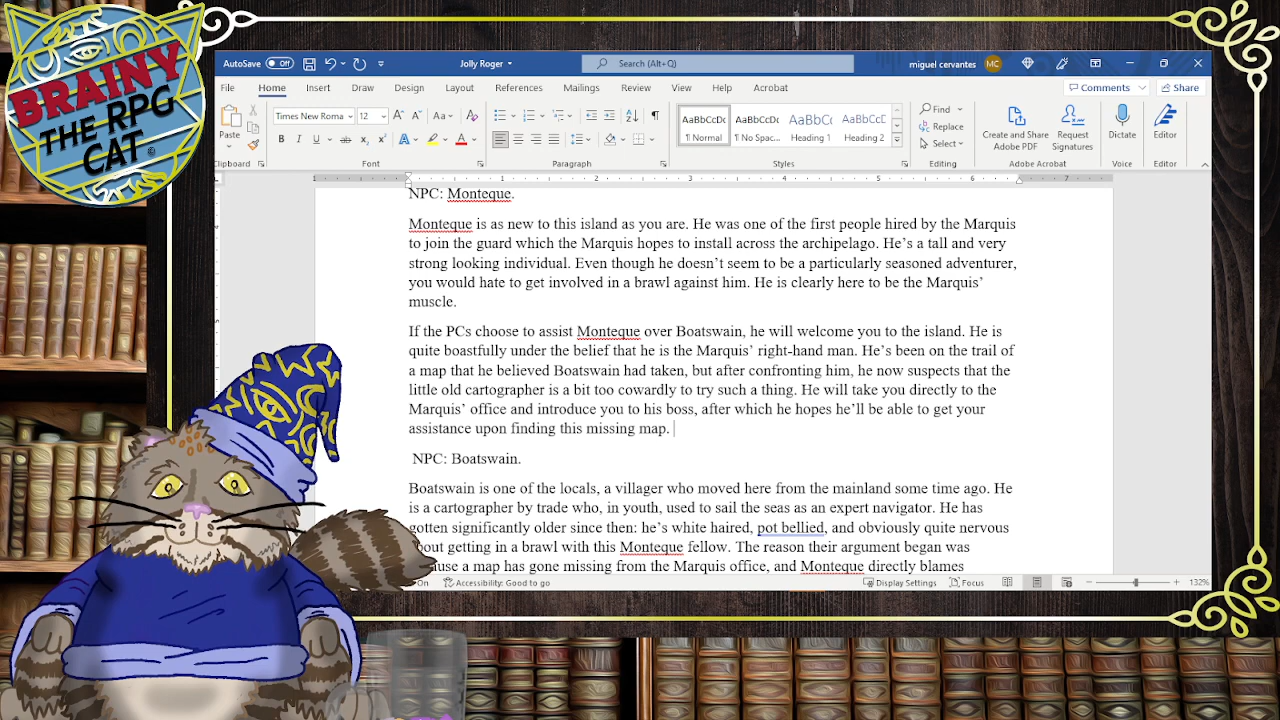 BRAINY
THE RPG
CAT
AutoSave Off
Jolly Roger
Search (Alt+Q)
miguel cervantes
MC
File Home Insert Draw Design Layout References Mailings Review View Help Acrobat
Comments
Share
Paste
Clipboard
Times New Roma 12
Font
Paragraph
AaBbCcDc AaBbCcDc AaBbCc AaBbCcD
¶ Normal ¶ No Spac... Heading 1 Heading 2
Styles
Find
Replace
Select
Editing
Create and Share
Adobe PDF
Request
Signatures
Adobe Acrobat
Dictate
Voice
Editor
Editor
1 1 2 3 4 5 6 7
NPC: Monteque.
Monteque is as new to this island as you are. He was one of the first people hired by the Marquis
to join the guard which the Marquis hopes to install across the archipelago. He's a tall and very
strong looking individual. Even though he doesn't seem to be a particularly seasoned adventurer,
you would hate to get involved in a brawl against him. He is clearly here to be the Marquis'
muscle.
If the PCs choose to assist Monteque over Boatswain, he will welcome you to the island. He is
quite boastfully under the belief that he is the Marquis' right-hand man. He's been on the trail of
a map that he believed Boatswain had taken, but after confronting him, he now suspects that the
little old cartographer is a bit too cowardly to try such a thing. He will take you directly to the
Marquis' office and introduce you to his boss, after which he hopes he'll be able to get your
assistance upon finding this missing map.
NPC: Boatswain.
Boatswain is one of the locals, a villager who moved here from the mainland some time ago. He
is a cartographer by trade who, in youth, used to sail the seas as an expert navigator. He has
gotten significantly older since then: he's white haired, pot bellied, and obviously quite nervous
bout getting in a brawl with this Monteque fellow. The reason their argument began was
use a map has gone missing from the Marquis office, and Monteque directly blames
On
Accessibility: Good to go
Display Settings
Focus
132%